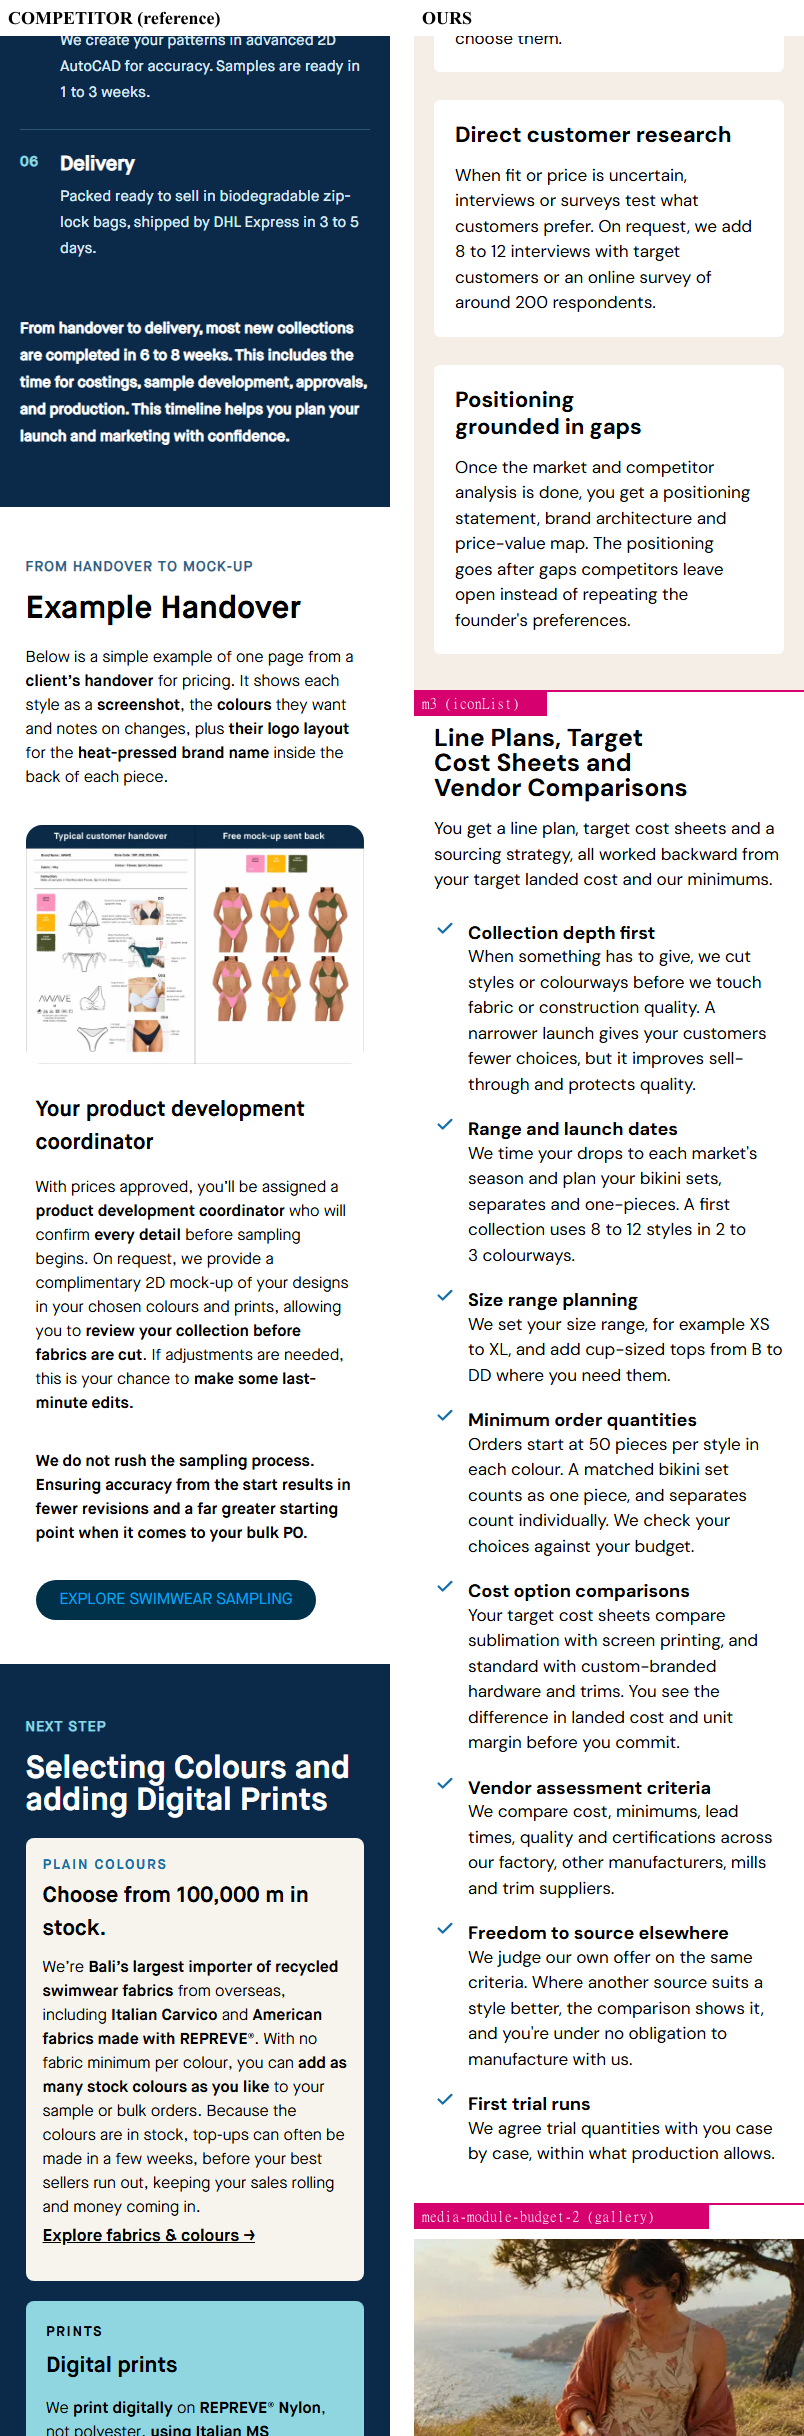 COMPETITOR (reference)
We create your patterns in advanced 2D
AutoCAD for accuracy. Samples are ready in
1 to 3 weeks.
06
Delivery
Packed ready to sell in biodegradable zip-
lock bags, shipped by DHL Express in 3 to 5
days.
From handover to delivery, most new collections
are completed in 6 to 8 weeks. This includes the
time for costings, sample development, approvals,
and production. This timeline helps you plan your
launch and marketing with confidence.
FROM HANDOVER TO MOCK-UP
Example Handover
Below is a simple example of one page from a
client's handover for pricing. It shows each
style as a screenshot, the colours they want
and notes on changes, plus their logo layout
for the heat-pressed brand name inside the
back of each piece.
Typical customer handover
Free mock-up sent back
AWAVE
Your product development
coordinator
With prices approved, you'll be assigned a
product development coordinator who will
confirm every detail before sampling
begins. On request, we provide a
complimentary 2D mock-up of your designs
in your chosen colours and prints, allowing
you to review your collection before
fabrics are cut. If adjustments are needed,
this is your chance to make some last-
minute edits.
We do not rush the sampling process.
Ensuring accuracy from the start results in
fewer revisions and a far greater starting
point when it comes to your bulk PO.
EXPLORE SWIMWEAR SAMPLING
NEXT STEP
Selecting Colours and
adding Digital Prints
PLAIN COLOURS
Choose from 100,000 m in
stock.
We're Bali's largest importer of recycled
swimwear fabrics from overseas,
including Italian Carvico and American
fabrics made with REPREVE®. With no
fabric minimum per colour, you can add as
many stock colours as you like to your
sample or bulk orders. Because the
colours are in stock, top-ups can often be
made in a few weeks, before your best
sellers run out, keeping your sales rolling
and money coming in.
Explore fabrics & colours →
PRINTS
Digital prints
We print digitally on REPREVE® Nylon,
not polyester, using Italian MS
OURS
choose them.
Direct customer research
When fit or price is uncertain,
interviews or surveys test what
customers prefer. On request, we add
8 to 12 interviews with target
customers or an online survey of
around 200 respondents.
Positioning
grounded in gaps
Once the market and competitor
analysis is done, you get a positioning
statement, brand architecture and
price-value map. The positioning
goes after gaps competitors leave
open instead of repeating the
founder's preferences.
m3 (iconList)
Line Plans, Target
Cost Sheets and
Vendor Comparisons
You get a line plan, target cost sheets and a
sourcing strategy, all worked backward from
your target landed cost and our minimums.
Collection depth first
When something has to give, we cut
styles or colourways before we touch
fabric or construction quality. A
narrower launch gives your customers
fewer choices, but it improves sell-
through and protects quality.
Range and launch dates
We time your drops to each market's
season and plan your bikini sets,
separates and one-pieces. A first
collection uses 8 to 12 styles in 2 to
3 colourways.
Size range planning
We set your size range, for example XS
to XL, and add cup-sized tops from B to
DD where you need them.
Minimum order quantities
Orders start at 50 pieces per style in
each colour. A matched bikini set
counts as one piece, and separates
count individually. We check your
choices against your budget.
Cost option comparisons
Your target cost sheets compare
sublimation with screen printing, and
standard with custom-branded
hardware and trims. You see the
difference in landed cost and unit
margin before you commit.
Vendor assessment criteria
We compare cost, minimums, lead
times, quality and certifications across
our factory, other manufacturers, mills
and trim suppliers.
Freedom to source elsewhere
We judge our own offer on the same
criteria. Where another source suits a
style better, the comparison shows it,
and you're under no obligation to
manufacture with us.
First trial runs
We agree trial quantities with you case
by case, within what production allows.
media-module-budget-2 (gallery)